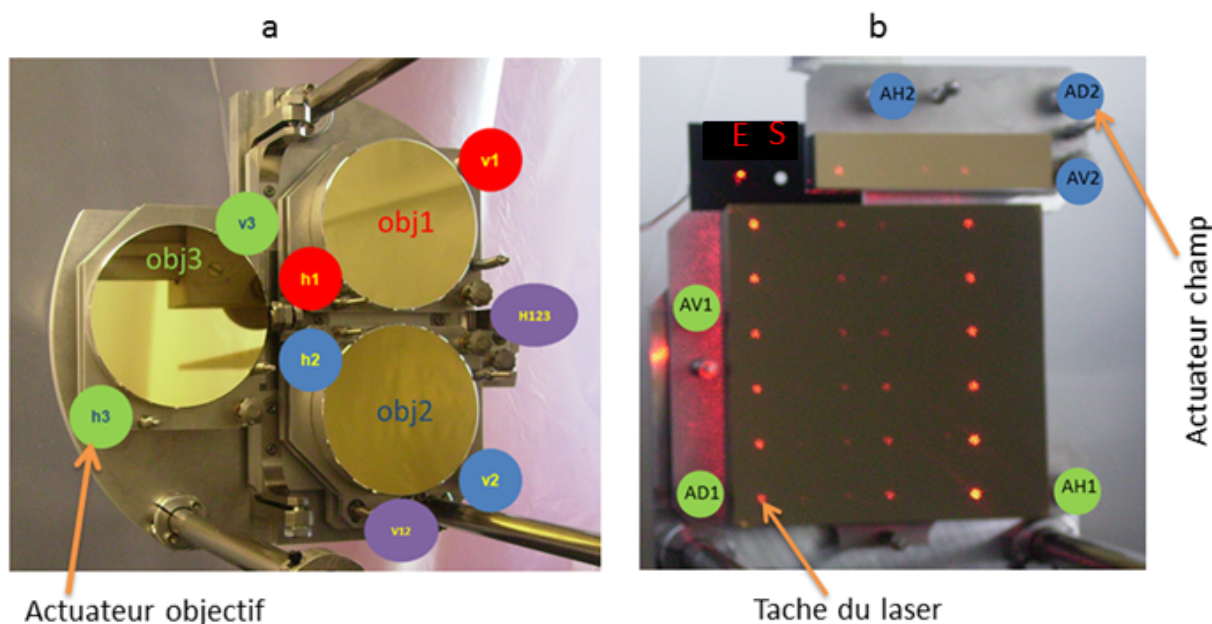 a
b
v1
obj1
v3
obj3
h1
H123
h2
obj2
h3
v2
V12
Actuateur objectif
AH2
AD2
E S
AV2
AV1
AD1
AH1
Actuateur champ
Tache du laser